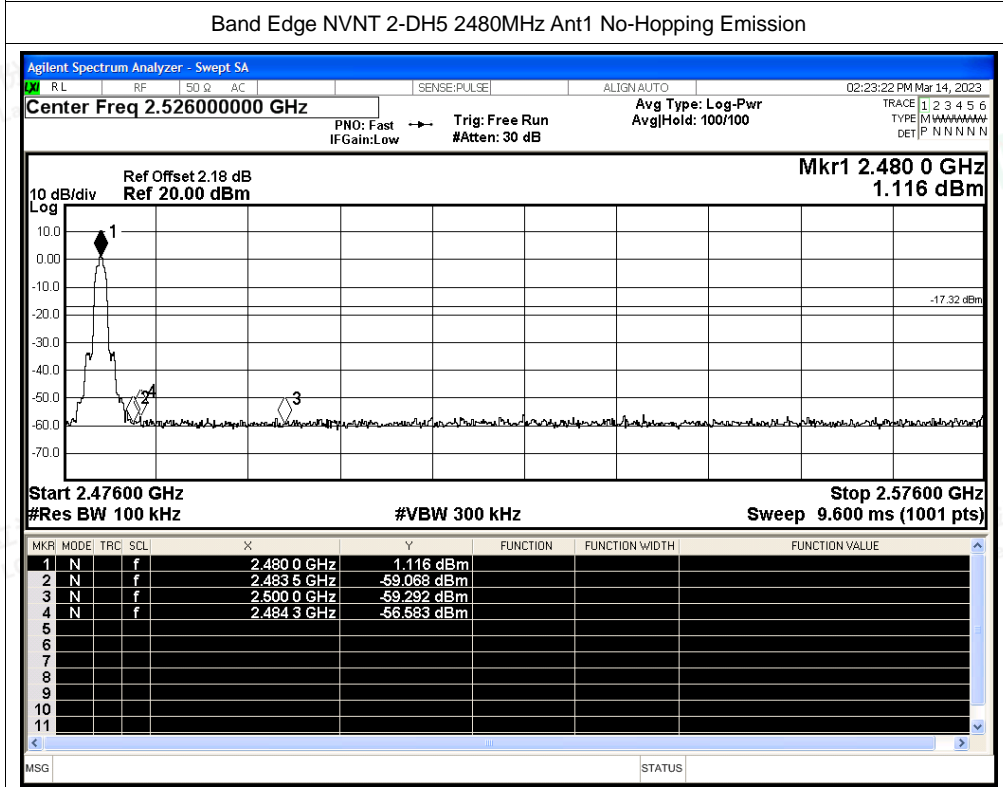 Band Edge NVNT 2-DH5 2480MHz Ant1 No-Hopping Emission
Agilent Spectrum Analyzer - Swept SA
LXI RL RF 50 Ω AC SENSE:PULSE ALIGN AUTO 02:23:22 PM Mar 14, 2023
Center Freq 2.526000000 GHz
PNO: Fast
IFGain:Low
Trig: Free Run
#Atten: 30 dB
Avg Type: Log-Pwr
Avg|Hold: 100/100
TRACE 1 2 3 4 5 6
TYPE M
DET P N N N N N
Mkr1 2.480 0 GHz
1.116 dBm
Ref Offset 2.18 dB
10 dB/div Ref 20.00 dBm
Log
10.0
0.00
-10.0
-20.0
-30.0
-40.0
-50.0
-60.0
-70.0
1
2
4
3
-17.32 dBm
Start 2.47600 GHz Stop 2.57600 GHz
#Res BW 100 kHz #VBW 300 kHz Sweep 9.600 ms (1001 pts)
MKR MODE TRC SCL X Y FUNCTION FUNCTION WIDTH FUNCTION VALUE
1 N f 2.480 0 GHz 1.116 dBm
2 N f 2.483 5 GHz -59.068 dBm
3 N f 2.500 0 GHz -59.292 dBm
4 N f 2.484 3 GHz -56.583 dBm
5
6
7
8
9
10
11
MSG STATUS